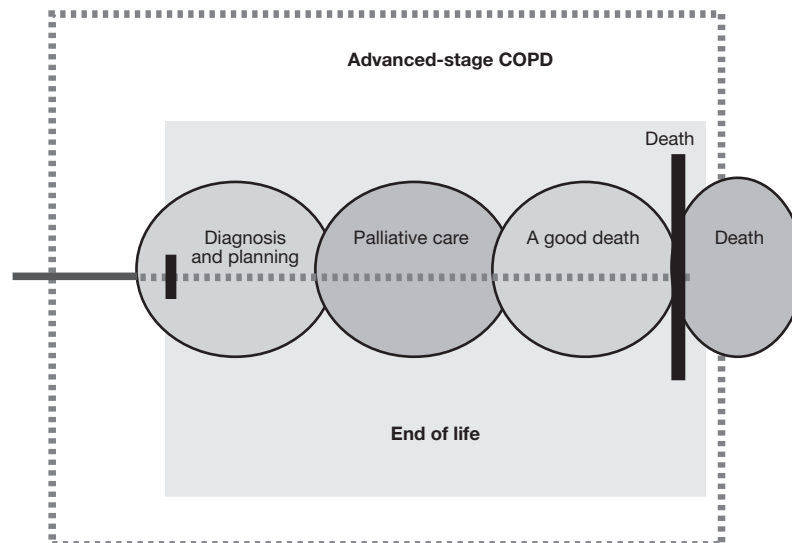 Advanced-stage COPD
Death
Diagnosis
and planning
Palliative care
A good death
Death
End of life